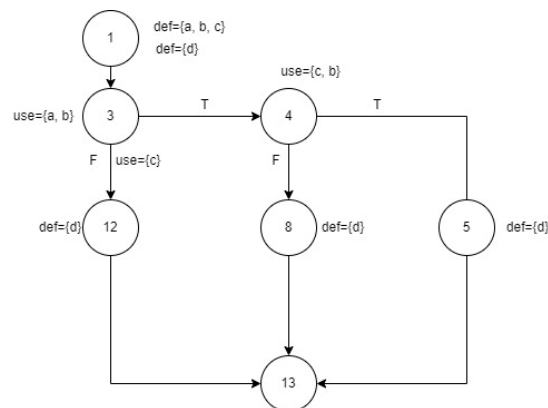 1
def={a, b, c}
def={d}
use={c, b}
use={a, b}
3
T
4
T
F
use={c}
F
def={d}
12
8
def={d}
5
def={d}
13